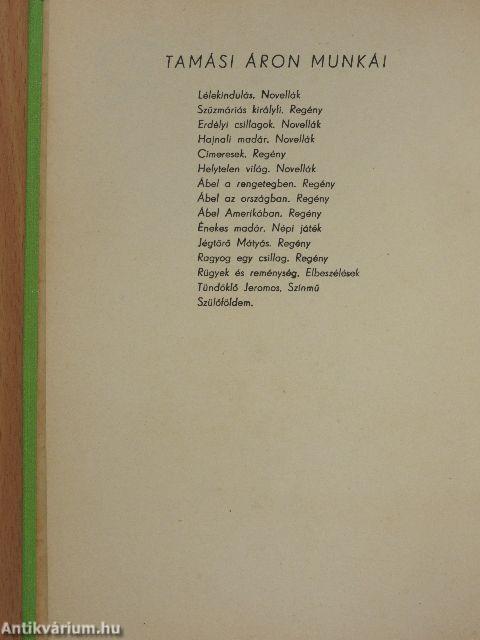 TAMÁSI ÁRON MUNKÁI
Lélekindulás. Novellák
Szűzmáriás királyfi. Regény
Erdélyi csillagok. Novellák
Hajnali madár. Novellák
Címeresek. Regény
Helytelen világ. Novellák
Ábel a rengetegben. Regény
Ábel az országban. Regény
Ábel Amerikában. Regény
Énekes madár. Népi játék
Jégtörő Mátyás. Regény
Ragyog egy csillag. Regény
Rügyek és reménység. Elbeszélések
Tündöklő Jeromos. Színmű
Szülőföldem.
Antikvárium.hu